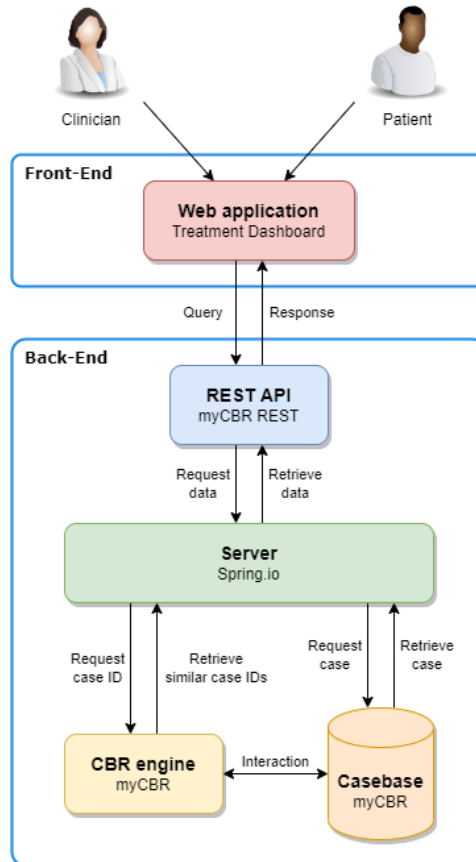 Clinician
Patient
Front-End
Web application
Treatment Dashboard
Query
Response
Back-End
REST API
myCBR REST
Request
data
Retrieve
data
Server
Spring.io
Request
case ID
Retrieve
similar case IDs
Request
case
Retrieve
case
CBR engine
myCBR
Interaction
Casebase
myCBR